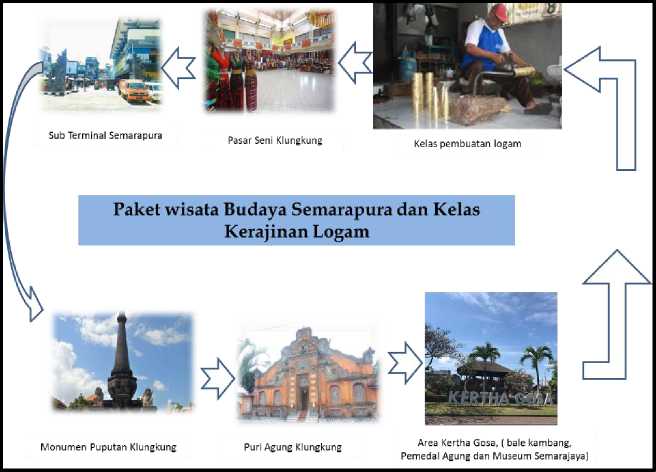 Sub Terminal Semarapura
Pasar Seni Klungkung
Kelas pembuatan logam
Paket wisata Budaya Semarapura dan Kelas
Kerajinan Logam
KERTHA GOSA
Monumen Puputan Klungkung
Puri Agung Klungkung
Area Kertha Gosa, ( bale kambang,
Pemedal Agung dan Museum Semarajaya)